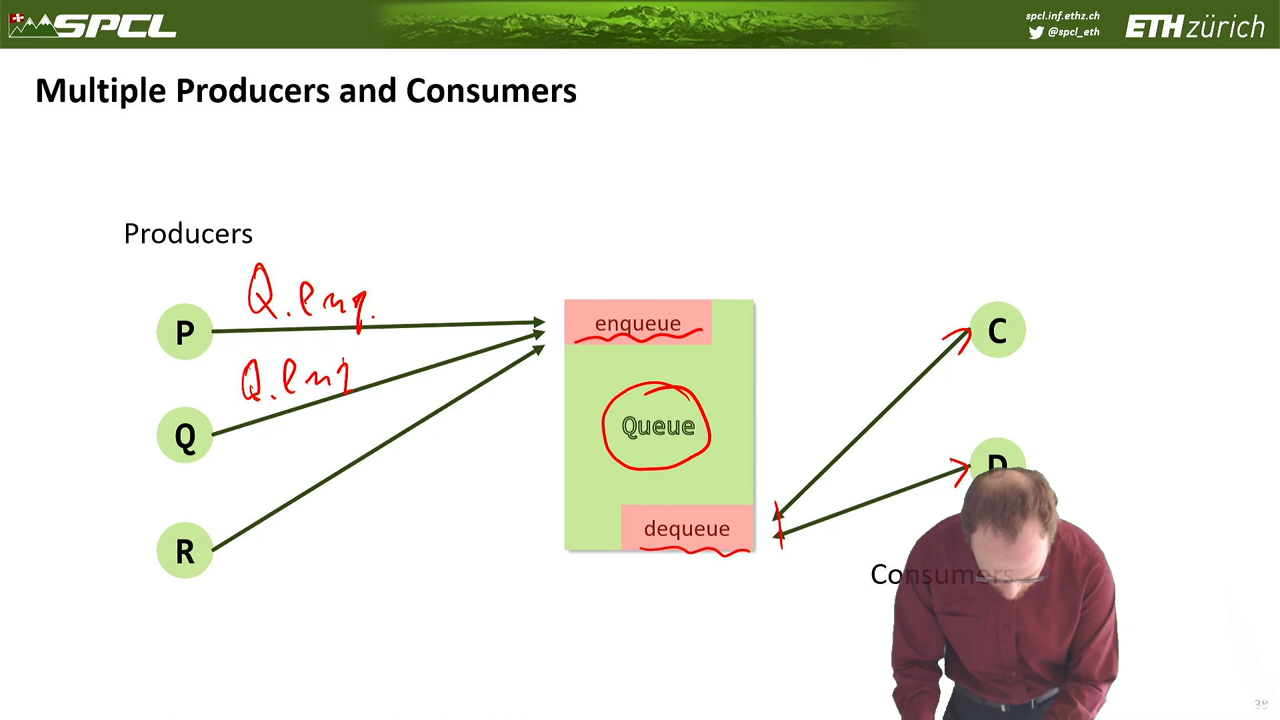 SPCL
spcl.inf.ethz.ch
@spcl_eth
ETH zürich
Multiple Producers and Consumers
Producers
Q.enq.
P
enqueue
C
Q.enq
Q
Queue
D
R
dequeue
Consumers
38